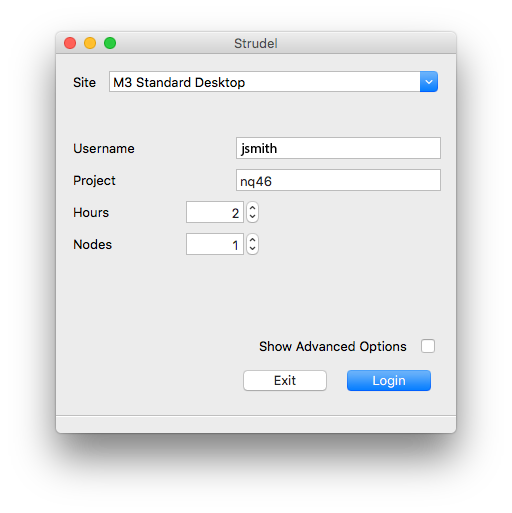 Strudel
Site M3 Standard Desktop
Username jsmith
Project nq46
Hours 2
Nodes 1
Show Advanced Options
Exit Login